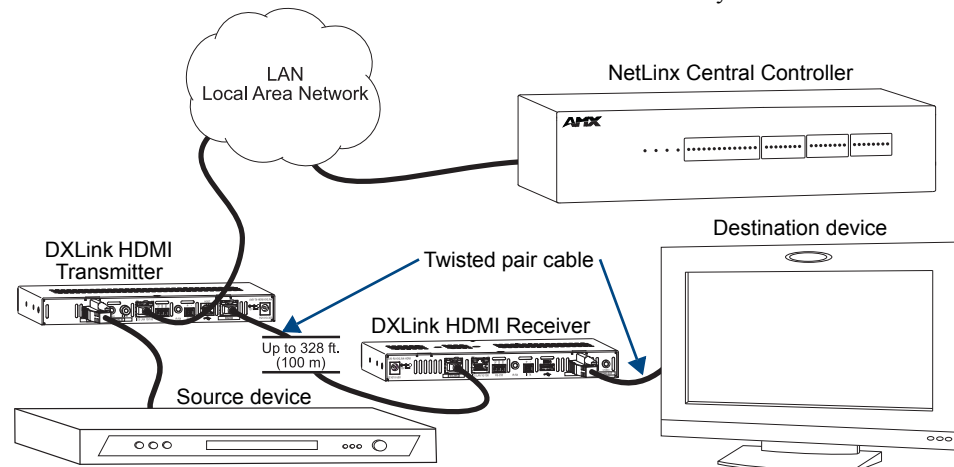 LAN
Local Area Network
NetLinx Central Controller
AMX
Destination device
DXLink HDMI
Transmitter
Twisted pair cable
DXLink HDMI Receiver
Up to 328 ft.
(100 m)
Source device